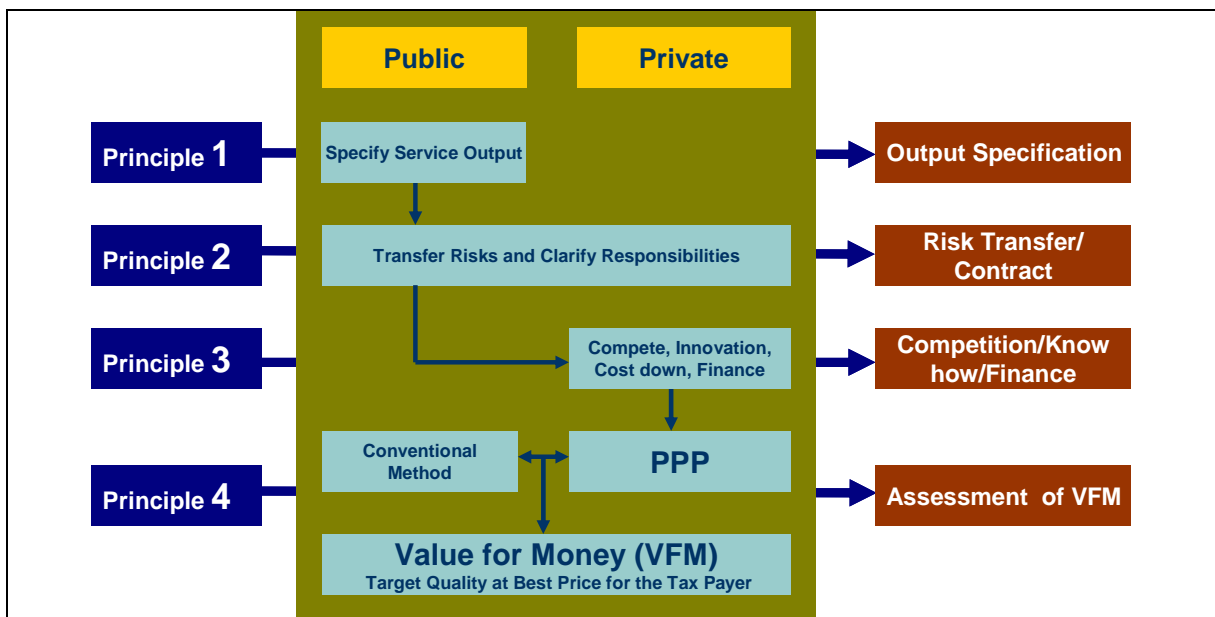 Public
Private
Principle 1
Specify Service Output
Output Specification
Principle 2
Transfer Risks and Clarify Responsibilities
Risk Transfer/
Contract
Principle 3
Compete, Innovation,
Cost down, Finance
Competition/Know
how/Finance
Conventional
Method
PPP
Principle 4
Assessment of VFM
Value for Money (VFM)
Target Quality at Best Price for the Tax Payer